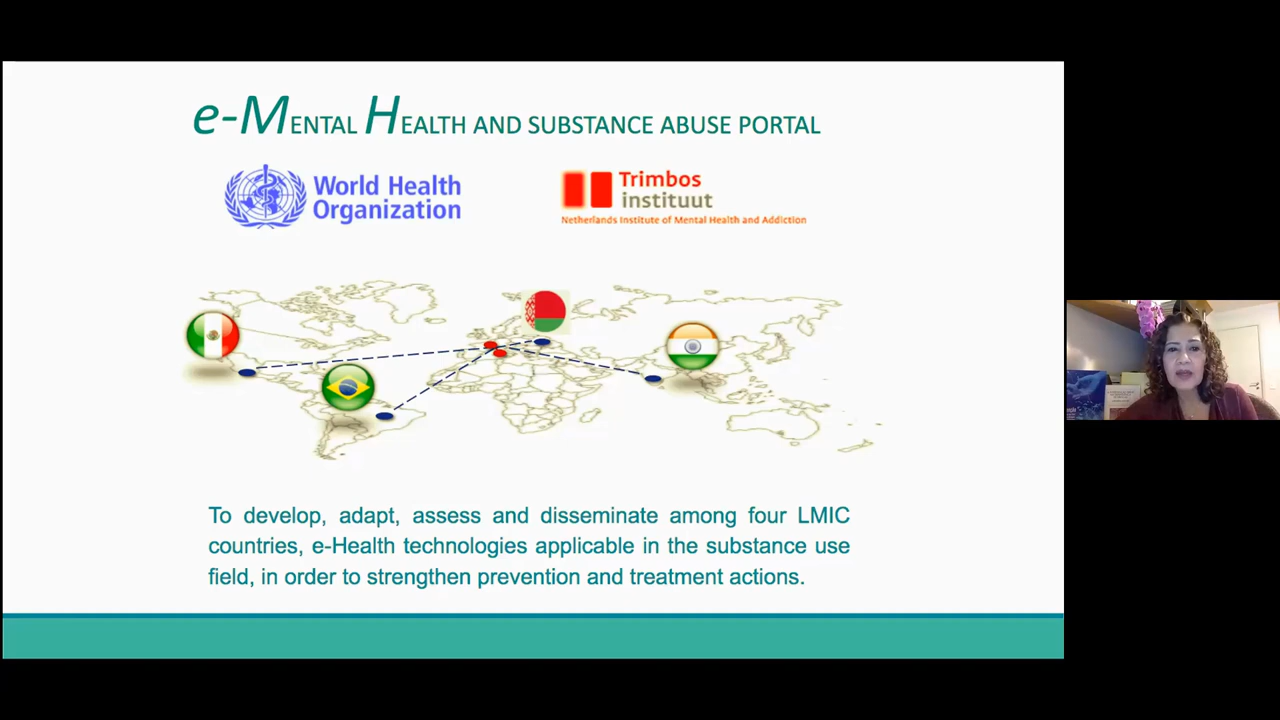 e-MENTAL HEALTH AND SUBSTANCE ABUSE PORTAL
World Health
Organization
Trimbos
instituut
Netherlands Institute of Mental Health and Addiction
To develop, adapt, assess and disseminate among four LMIC
countries, e-Health technologies applicable in the substance use
field, in order to strengthen prevention and treatment actions.